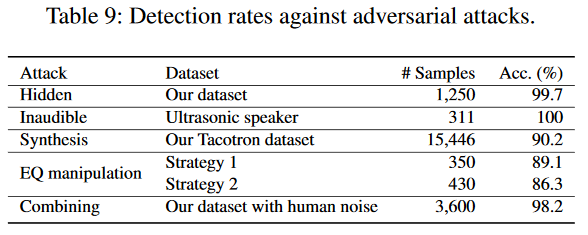 Table 9: Detection rates against adversarial attacks.
Attack Dataset # Samples Acc. (%)
Hidden Our dataset 1,250 99.7
Inaudible Ultrasonic speaker 311 100
Synthesis Our Tacotron dataset 15,446 90.2
EQ manipulation Strategy 1 350 89.1
Strategy 2 430 86.3
Combining Our dataset with human noise 3,600 98.2